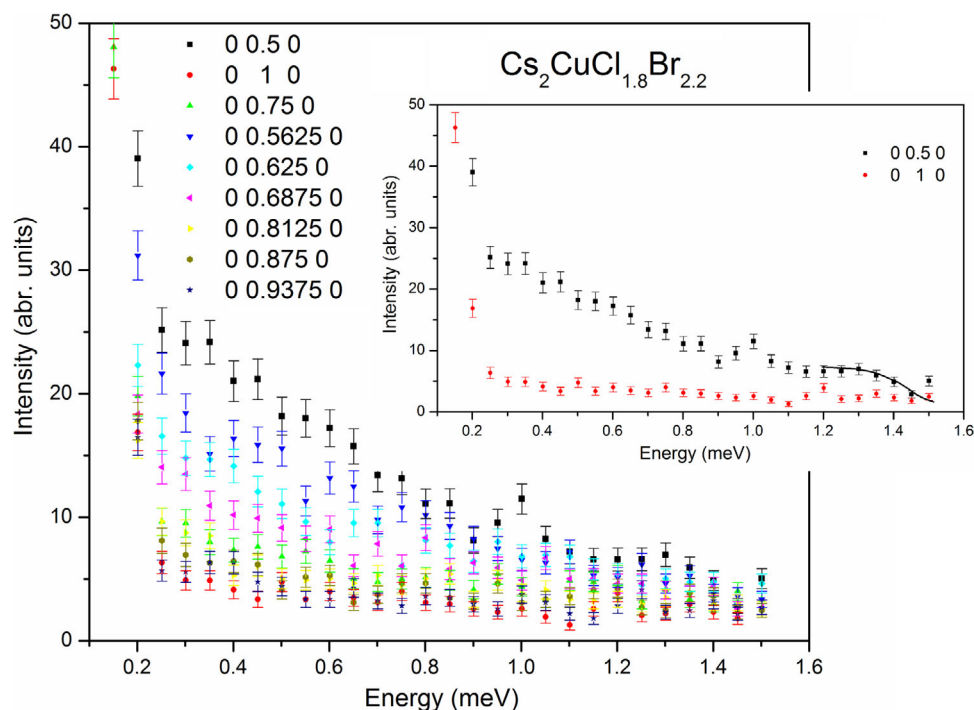 Cs₂CuCl₁.₈Br₂.₂
Intensity (abr. units)
50
40
30
20
10
0
0 0.5 0
0 1 0
0 0.75 0
0 0.5625 0
0 0.625 0
0 0.6875 0
0 0.8125 0
0 0.875 0
0 0.9375 0
0.2 0.4 0.6 0.8 1.0 1.2 1.4 1.6
Energy (meV)
Intensity (abr. units)
50
40
30
20
10
0
0 0.5 0
0 1 0
0.2 0.4 0.6 0.8 1.0 1.2 1.4 1.6
Energy (meV)